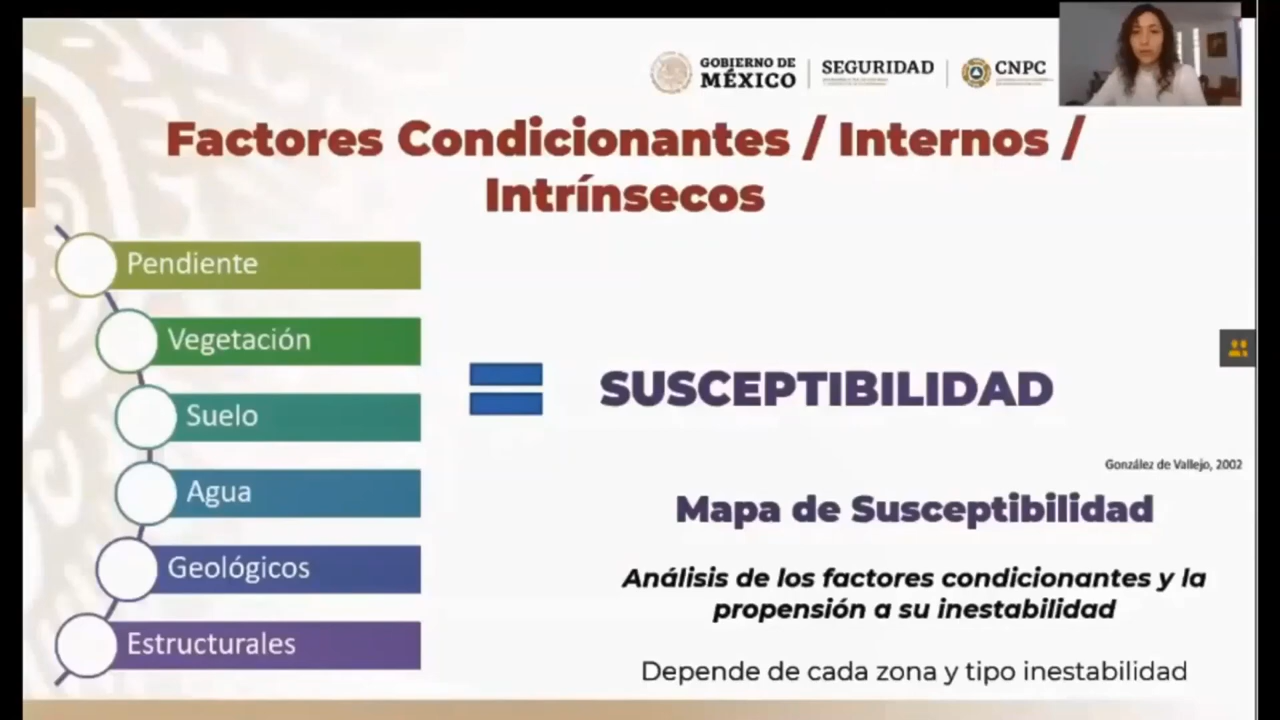 GOBIERNO DE
MÉXICO
SEGURIDAD
CNPC
Factores Condicionantes / Internos /
Intrínsecos
Pendiente
Vegetación
Suelo
Agua
Geológicos
Estructurales
SUSCEPTIBILIDAD
González de Vallejo, 2002
Mapa de Susceptibilidad
Análisis de los factores condicionantes y la
propensión a su inestabilidad
Depende de cada zona y tipo inestabilidad